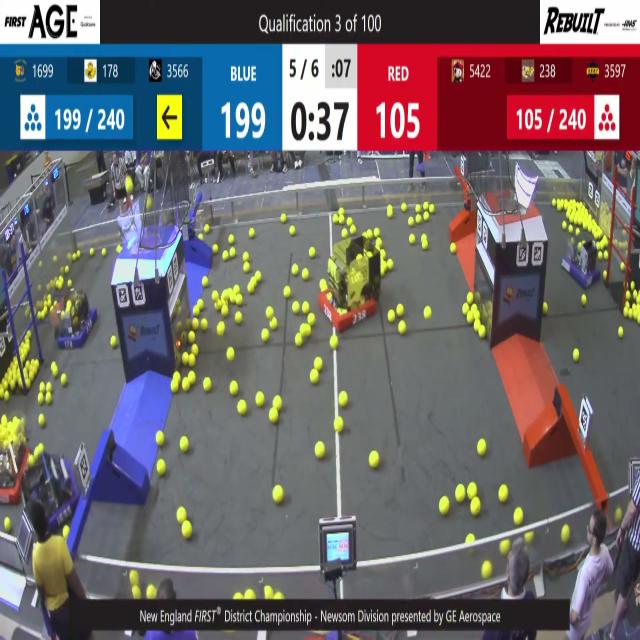 FIRST AGE
Qualification 3 of 100
REBUILT
1699 178 3566 BLUE 5 / 6 :07 RED 5422 238 3597
199 / 240 199 0:37 105 105 / 240
238
New England FIRST® District Championship - Newsom Division presented by GE Aerospace